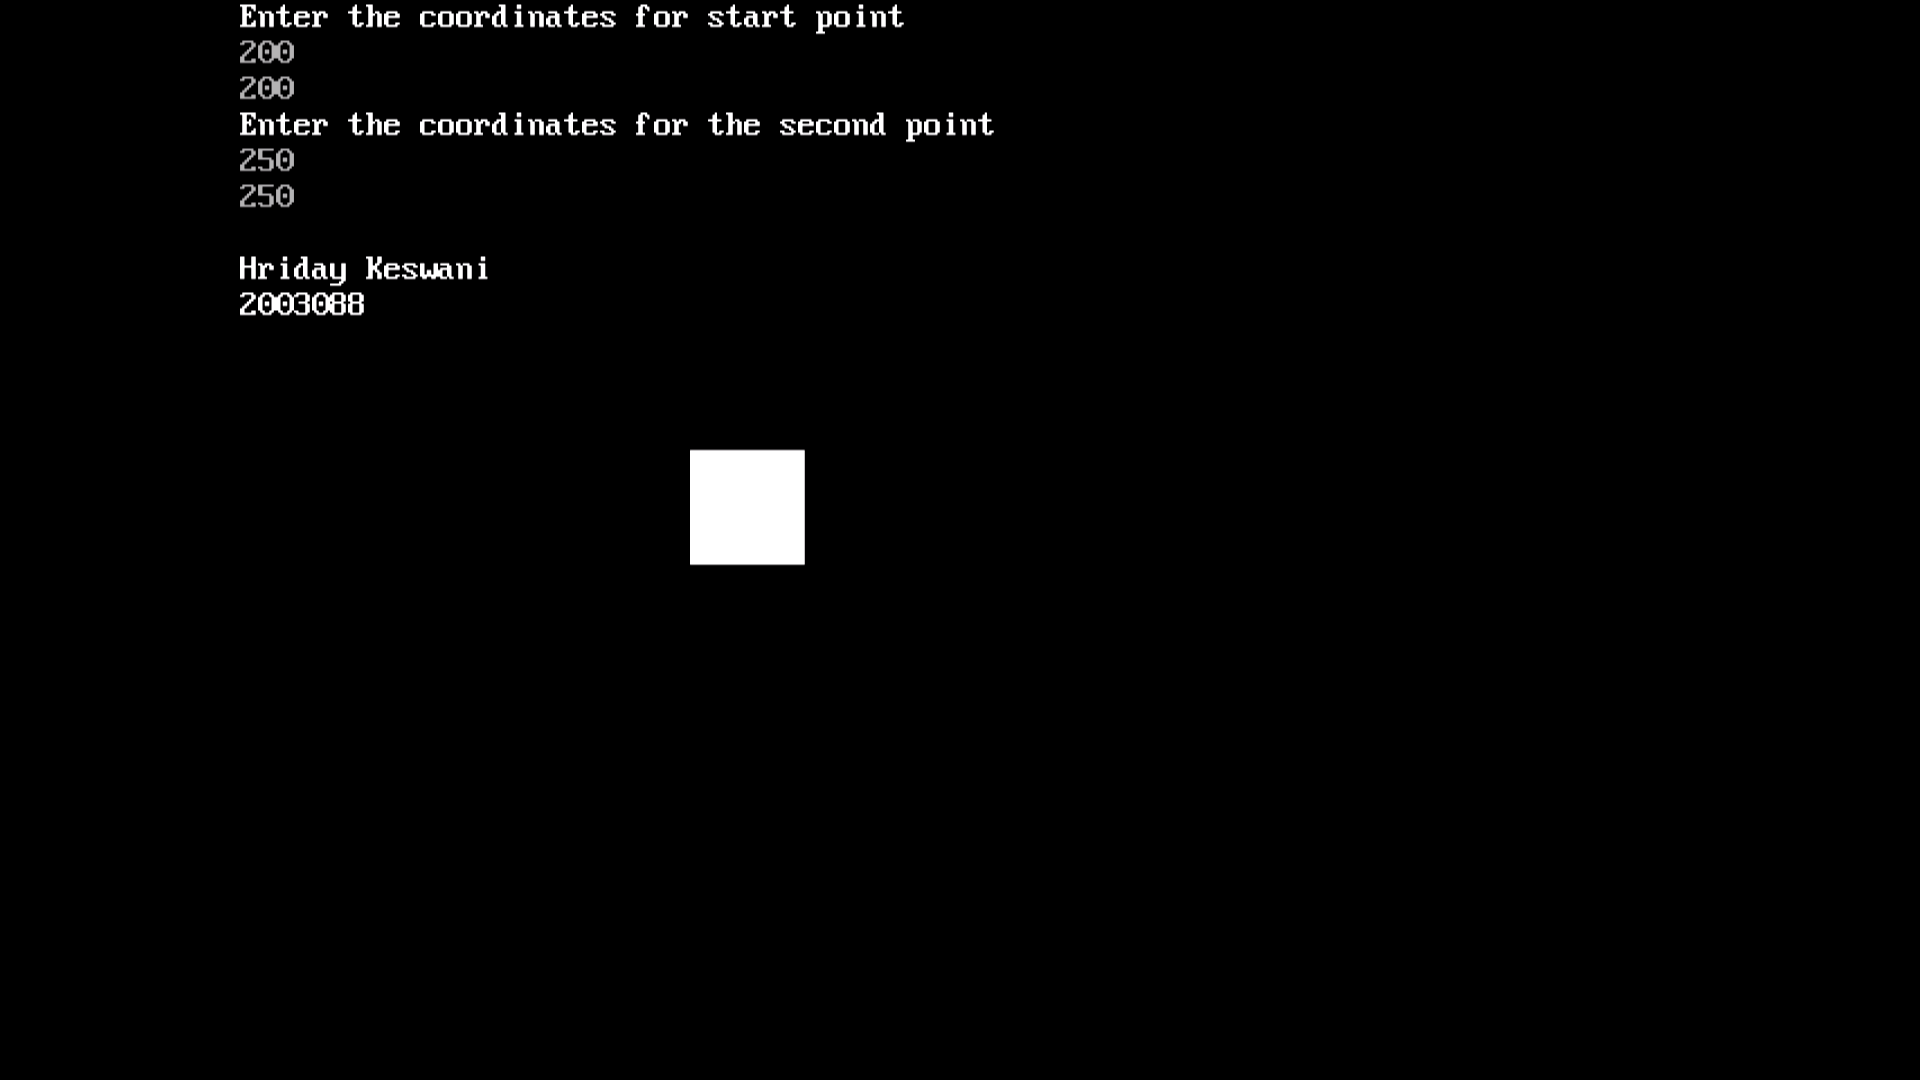 Enter the coordinates for start point
200
200
Enter the coordinates for the second point
250
250
Hriday Keswani
2003088